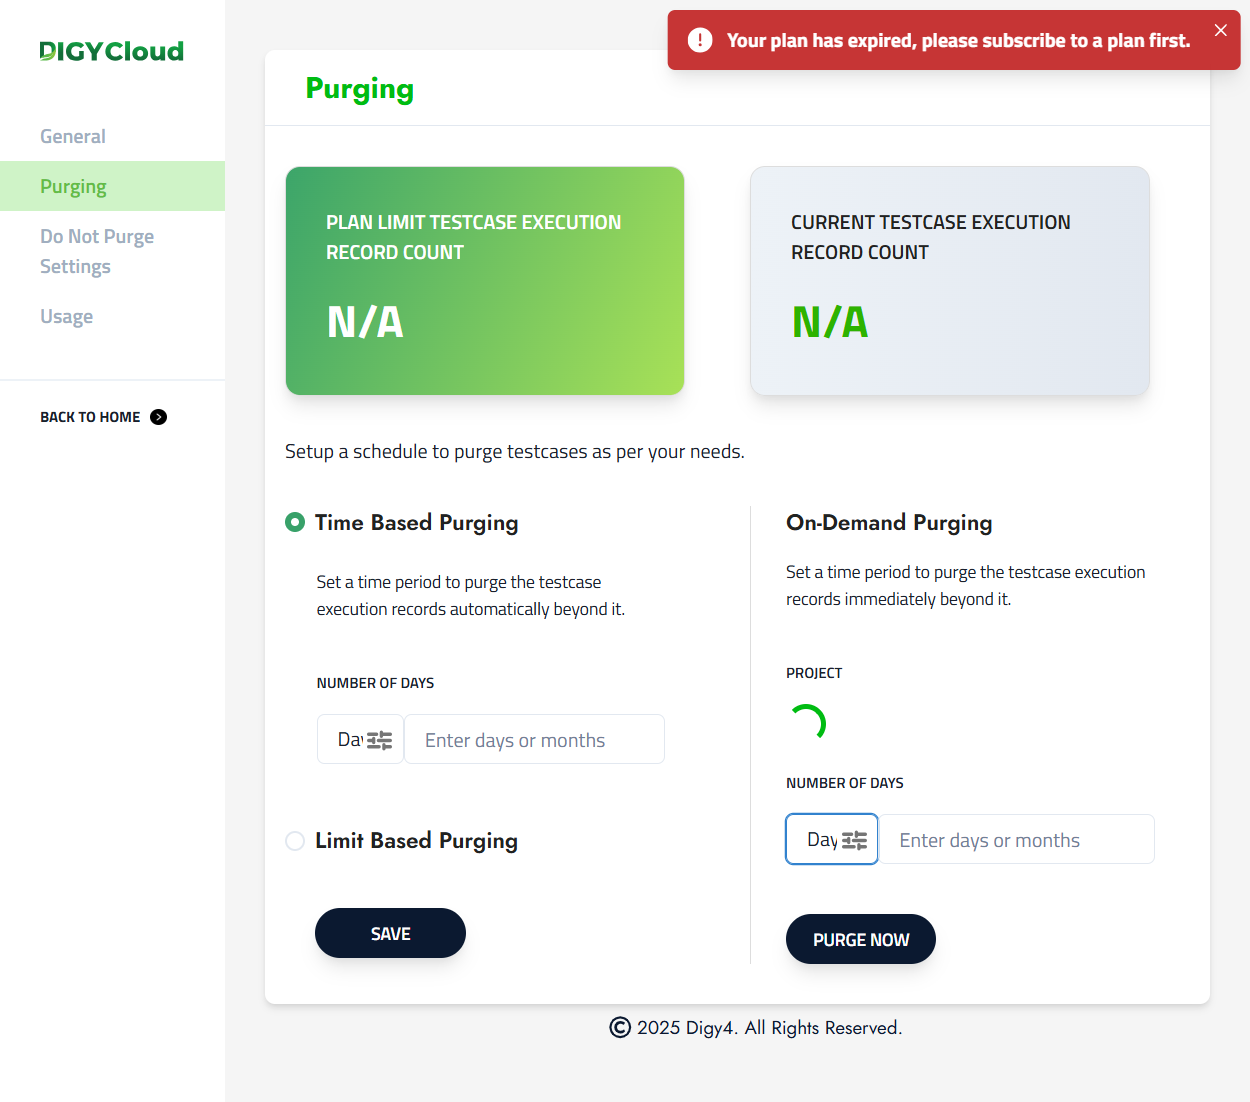 DIGYCloud
Your plan has expired, please subscribe to a plan first.
General
Purging
Do Not Purge
Settings
Usage
BACK TO HOME
Purging
PLAN LIMIT TESTCASE EXECUTION
RECORD COUNT
N/A
CURRENT TESTCASE EXECUTION
RECORD COUNT
N/A
Setup a schedule to purge testcases as per your needs.
Time Based Purging
Set a time period to purge the testcase
execution records automatically beyond it.
NUMBER OF DAYS
Day
Enter days or months
Limit Based Purging
SAVE
On-Demand Purging
Set a time period to purge the testcase execution
records immediately beyond it.
PROJECT
NUMBER OF DAYS
Day
Enter days or months
PURGE NOW
© 2025 Digy4. All Rights Reserved.